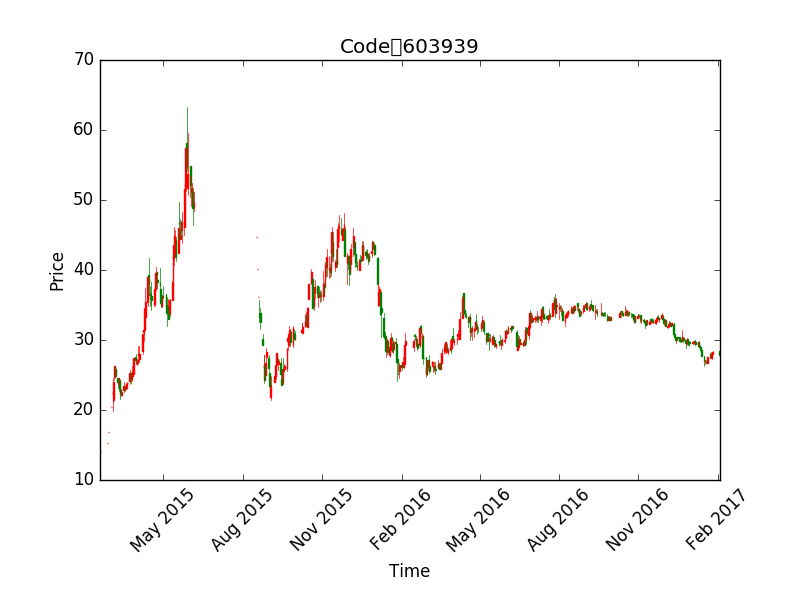 Code▯603939
70
60
50
40
30
20
10
Price
May 2015
Aug 2015
Nov 2015
Feb 2016
May 2016
Aug 2016
Nov 2016
Feb 2017
Time